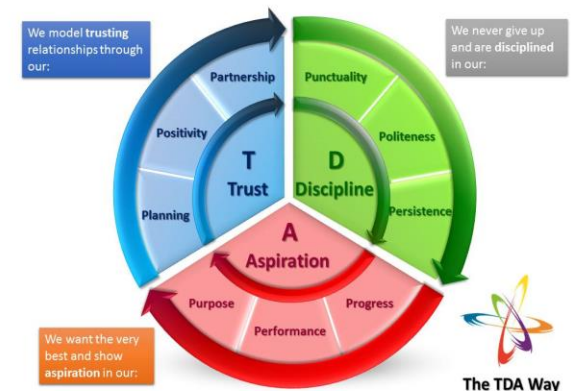 We model trusting
relationships through
our:
We never give up
and are disciplined
in our:
Partnership
Positivity
Planning
T
Trust
Punctuality
Politeness
Persistence
D
Discipline
A
Aspiration
Purpose
Performance
Progress
We want the very
best and show
aspiration in our:
The TDA Way